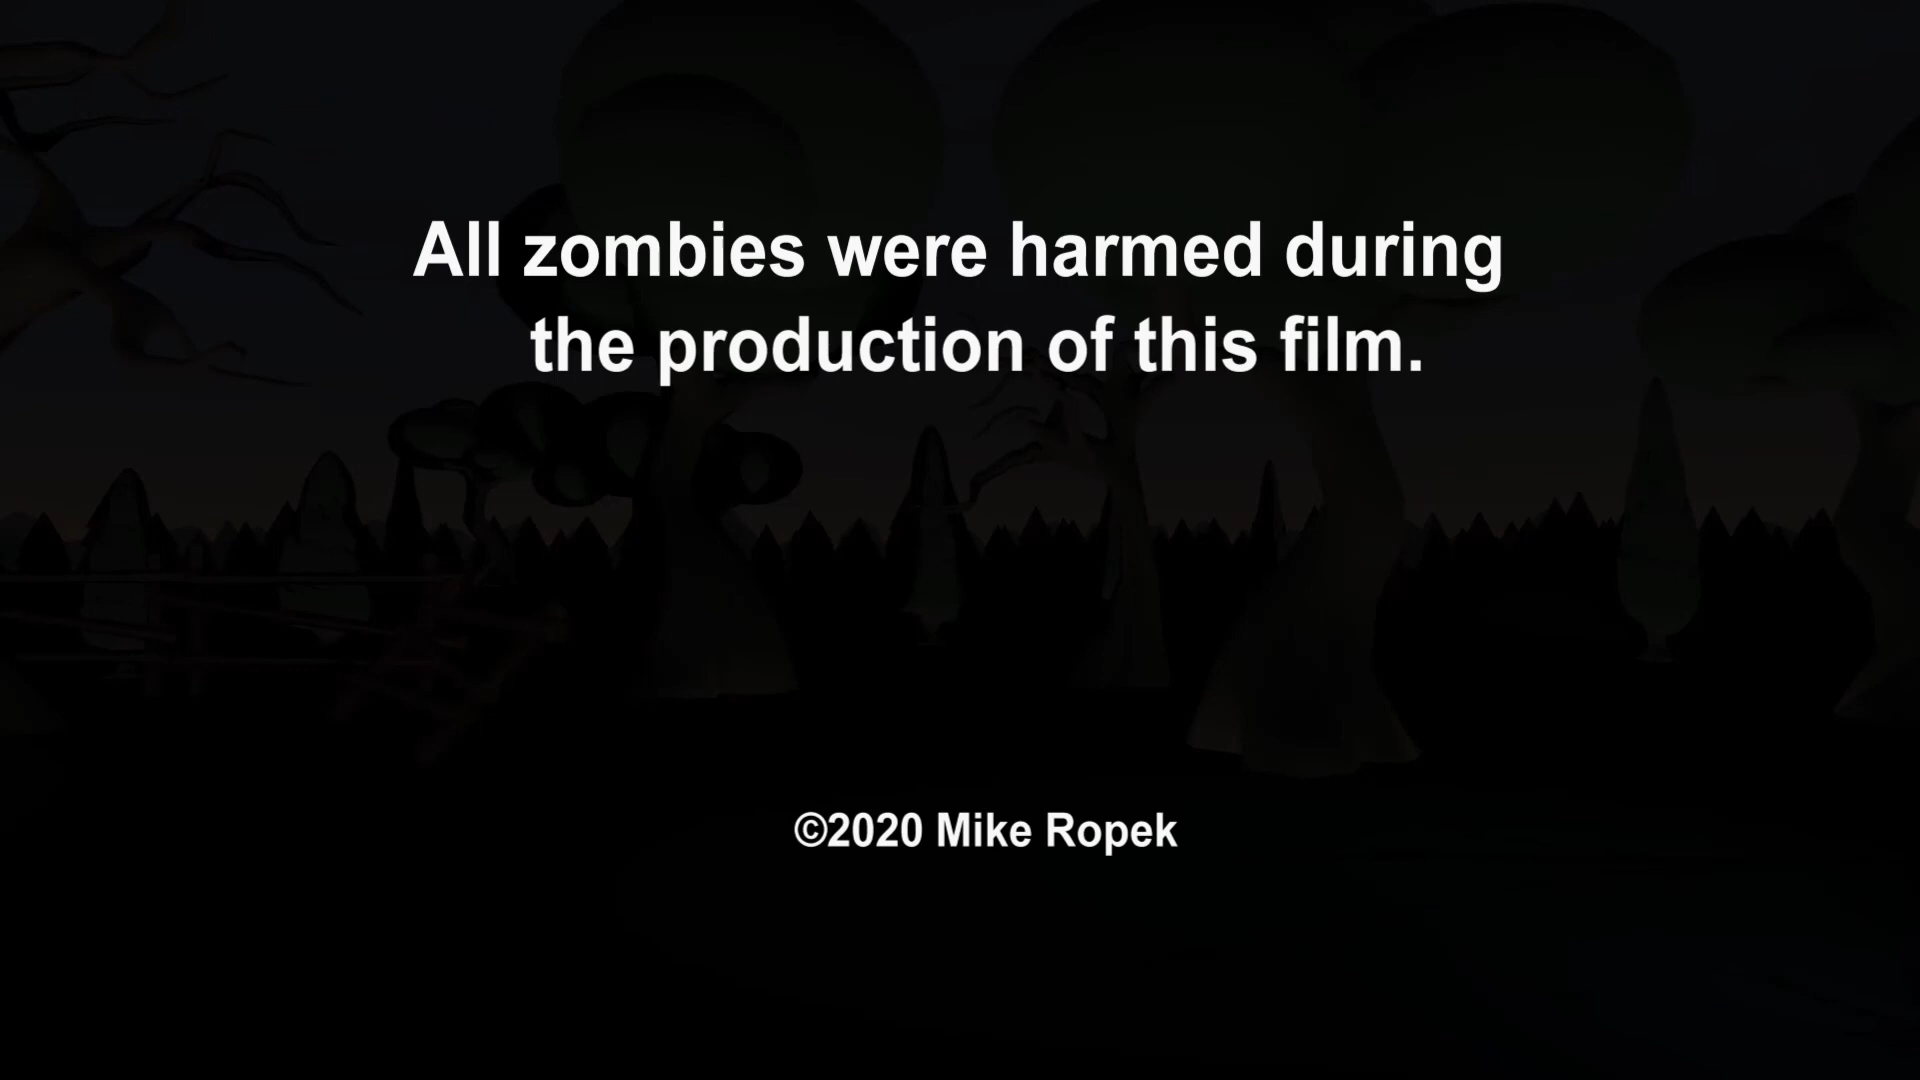 All zombies were harmed during
the production of this film.
©2020 Mike Ropek